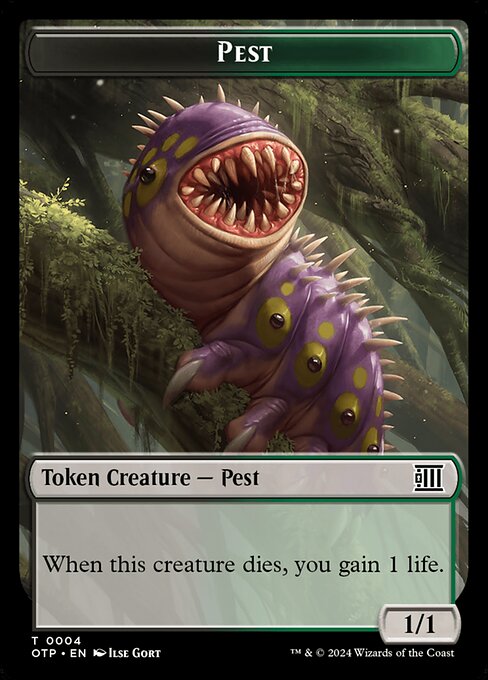 Pest
Token Creature — Pest
When this creature dies, you gain 1 life.
1/1
T 0004
OTP • EN Ilse Gort
™ & © 2024 Wizards of the Coast